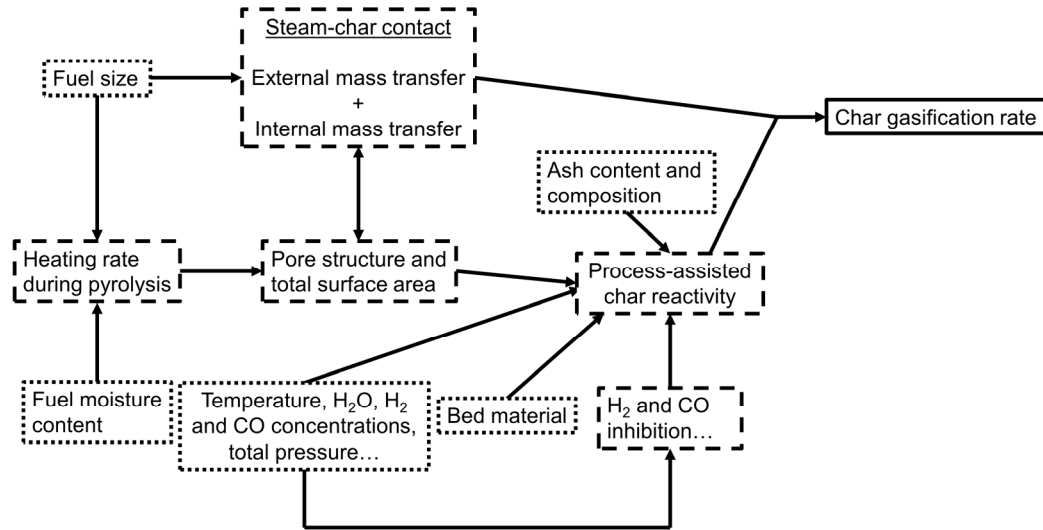 Steam-char contact
External mass transfer
+
Internal mass transfer
Fuel size
Char gasification rate
Ash content and
composition
Heating rate
during pyrolysis
Pore structure and
total surface area
Process-assisted
char reactivity
Fuel moisture
content
Temperature, H₂O, H₂
and CO concentrations,
total pressure…
Bed material
H₂ and CO
inhibition…